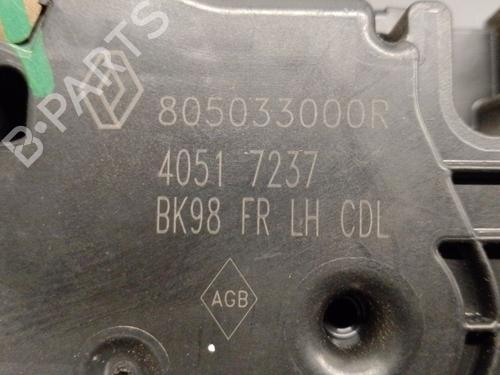 B-PARTS
805033000R
4051 7237
BK98 FR LH CDL
AGB